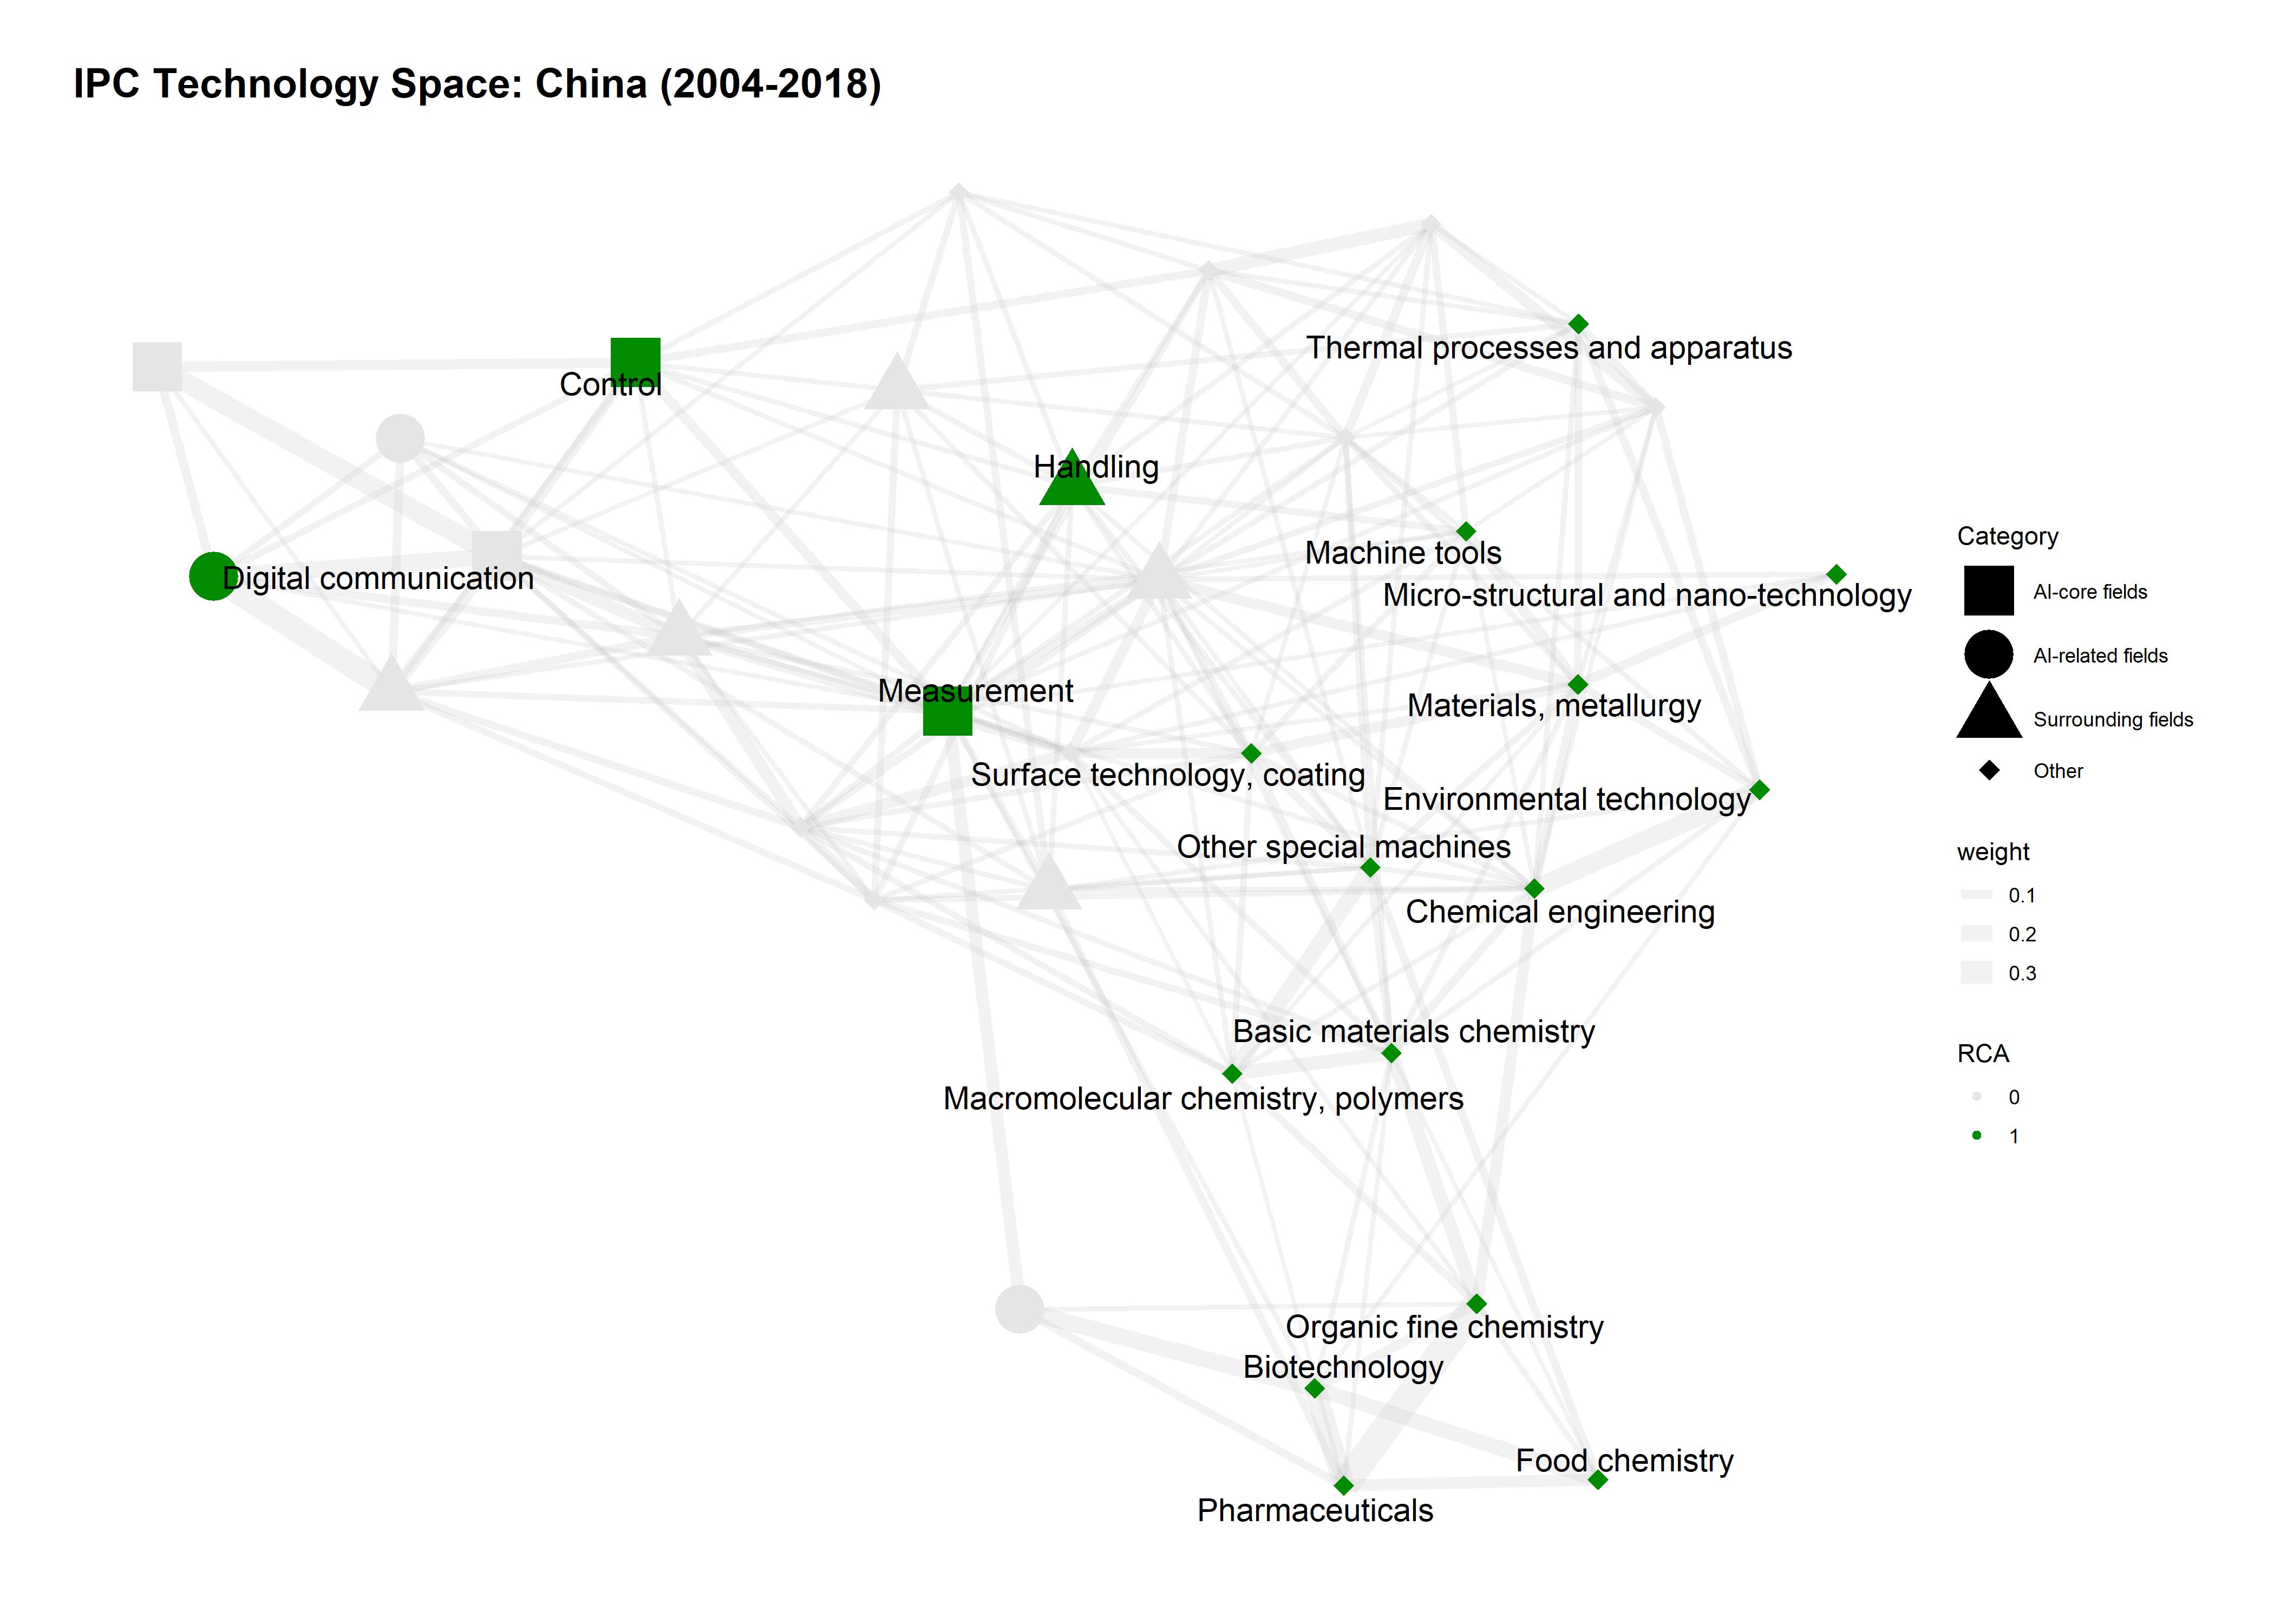 IPC Technology Space: China (2004-2018)
Thermal processes and apparatus
Control
Handling
Machine tools
Digital communication
Micro-structural and nano-technology
Measurement
Materials, metallurgy
Surface technology, coating
Environmental technology
Other special machines
Chemical engineering
Basic materials chemistry
Macromolecular chemistry, polymers
Organic fine chemistry
Biotechnology
Food chemistry
Pharmaceuticals
Category
AI-core fields
AI-related fields
Surrounding fields
Other
weight
0.1
0.2
0.3
RCA
0
1